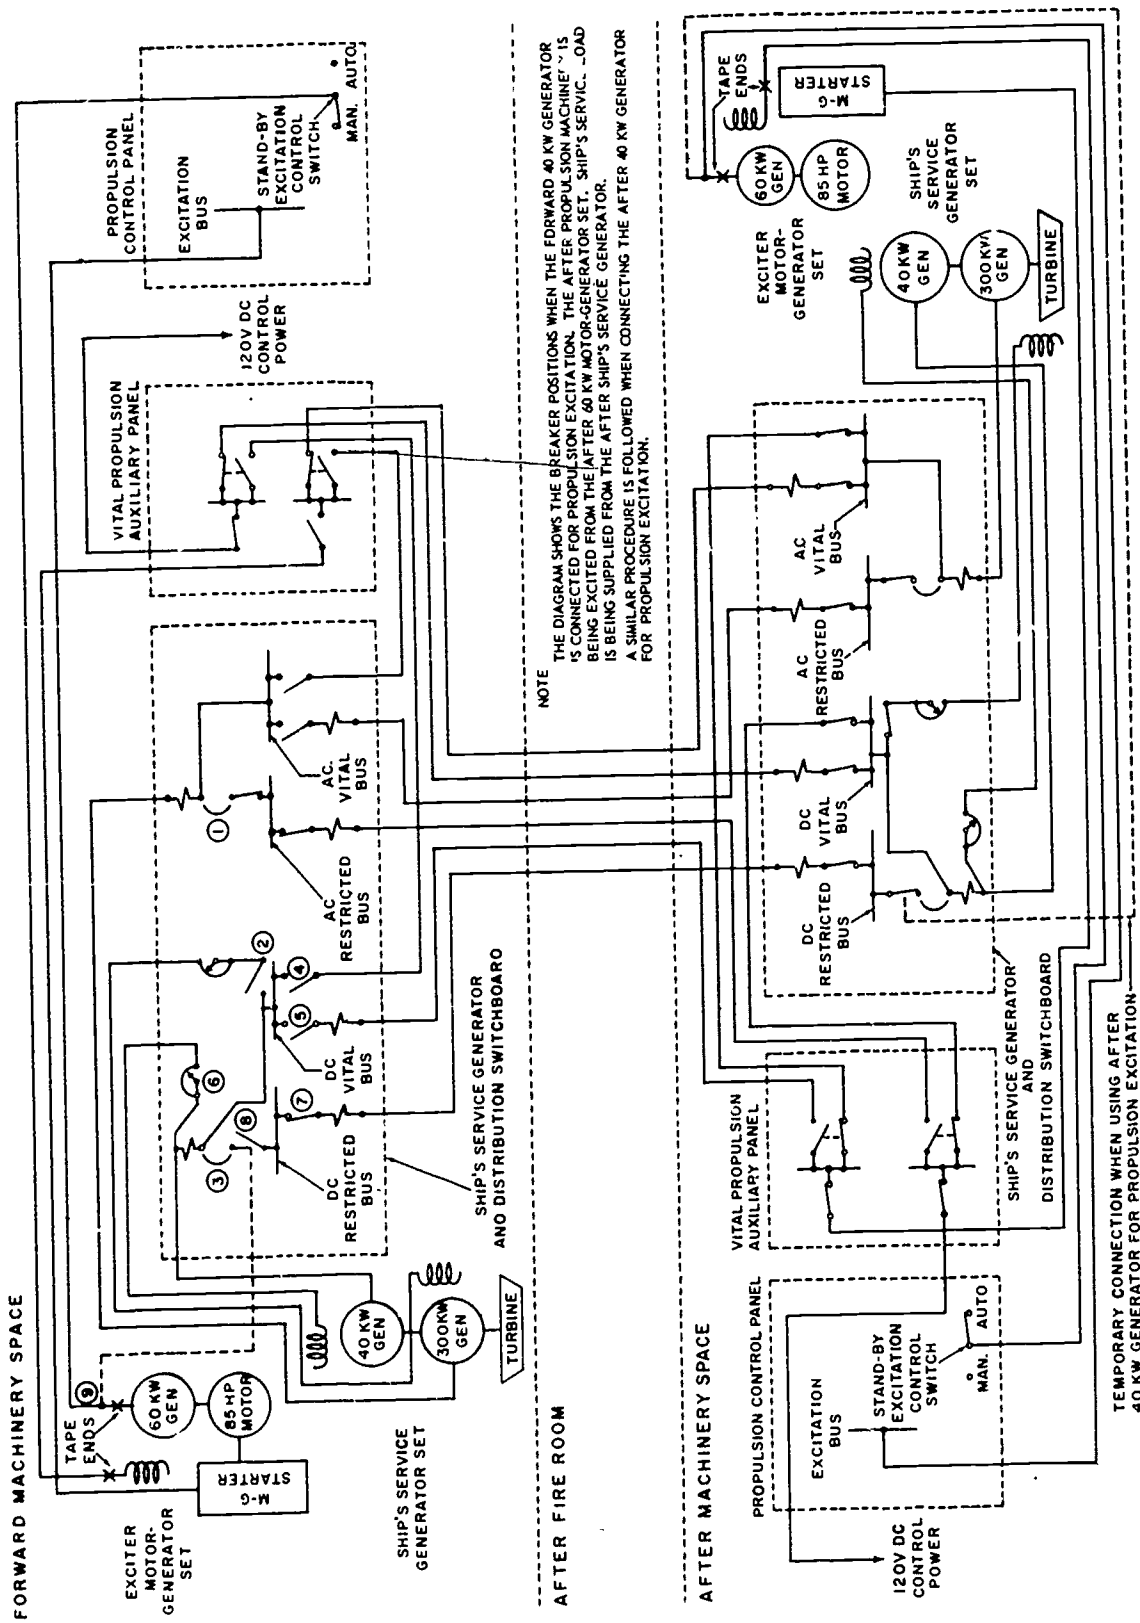 FORWARD MACHINERY SPACE
EXCITER
MOTOR-
GENERATOR
SET
TAPE
ENDS
9
60 KW
GEN
85 HP
MOTOR
M-G
STARTER
SHIP'S SERVICE
GENERATOR SET
40 KW
GEN
300KW
GEN
TURBINE
3
8
6
7
DC
RESTRICTED
BUS
2
4
5
DC
VITAL
BUS
1
AC
RESTRICTED
BUS
AC.
VITAL
BUS
SHIP'S SERVICE GENERATOR
AND DISTRIBUTION SWITCHBOARD
VITAL PROPULSION
AUXILIARY PANEL
120V DC
CONTROL
POWER
PROPULSION
CONTROL PANEL
EXCITATION
BUS
STAND-BY
EXCITATION
CONTROL
SWITCH
MAN.
AUTO
AFTER FIRE ROOM
NOTE
THE DIAGRAM SHOWS THE BREAKER POSITIONS WHEN THE FORWARD 40 KW GENERATOR
IS CONNECTED FOR PROPULSION EXCITATION. THE AFTER PROPULSION MACHINERY IS
BEING EXCITED FROM THE AFTER 60 KW MOTOR-GENERATOR SET. SHIP'S SERVICE LOAD
IS BEING SUPPLIED FROM THE AFTER SHIP'S SERVICE GENERATOR.
A SIMILAR PROCEDURE IS FOLLOWED WHEN CONNECTING THE AFTER 40 KW GENERATOR
FOR PROPULSION EXCITATION.
AFTER MACHINERY SPACE
PROPULSION CONTROL PANEL
EXCITATION
BUS
STAND-BY
EXCITATION
CONTROL
SWITCH
MAN.
AUTO
120V DC
CONTROL
POWER
VITAL PROPULSION
AUXILIARY PANEL
DC
RESTRICTED
BUS
DC
VITAL
BUS
AC
RESTRICTED
BUS
AC
VITAL
BUS
SHIP'S SERVICE GENERATOR
AND
DISTRIBUTION SWITCHBOARD
EXCITER
MOTOR-
GENERATOR
SET
60 KW
GEN
85 HP
MOTOR
TAPE
ENDS
M-G
STARTER
SHIP'S
SERVICE
GENERATOR
SET
40 KW
GEN
300 KW
GEN
TURBINE
TEMPORARY CONNECTION WHEN USING AFTER
40 KW GENERATOR FOR PROPULSION EXCITATION